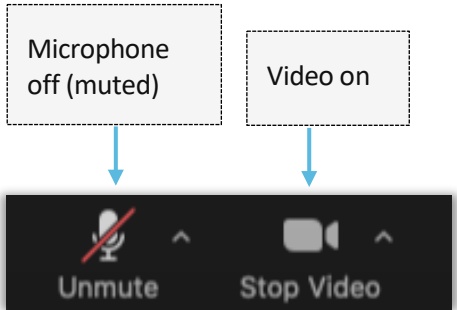 Microphone
off (muted)
Video on
Unmute
Stop Video